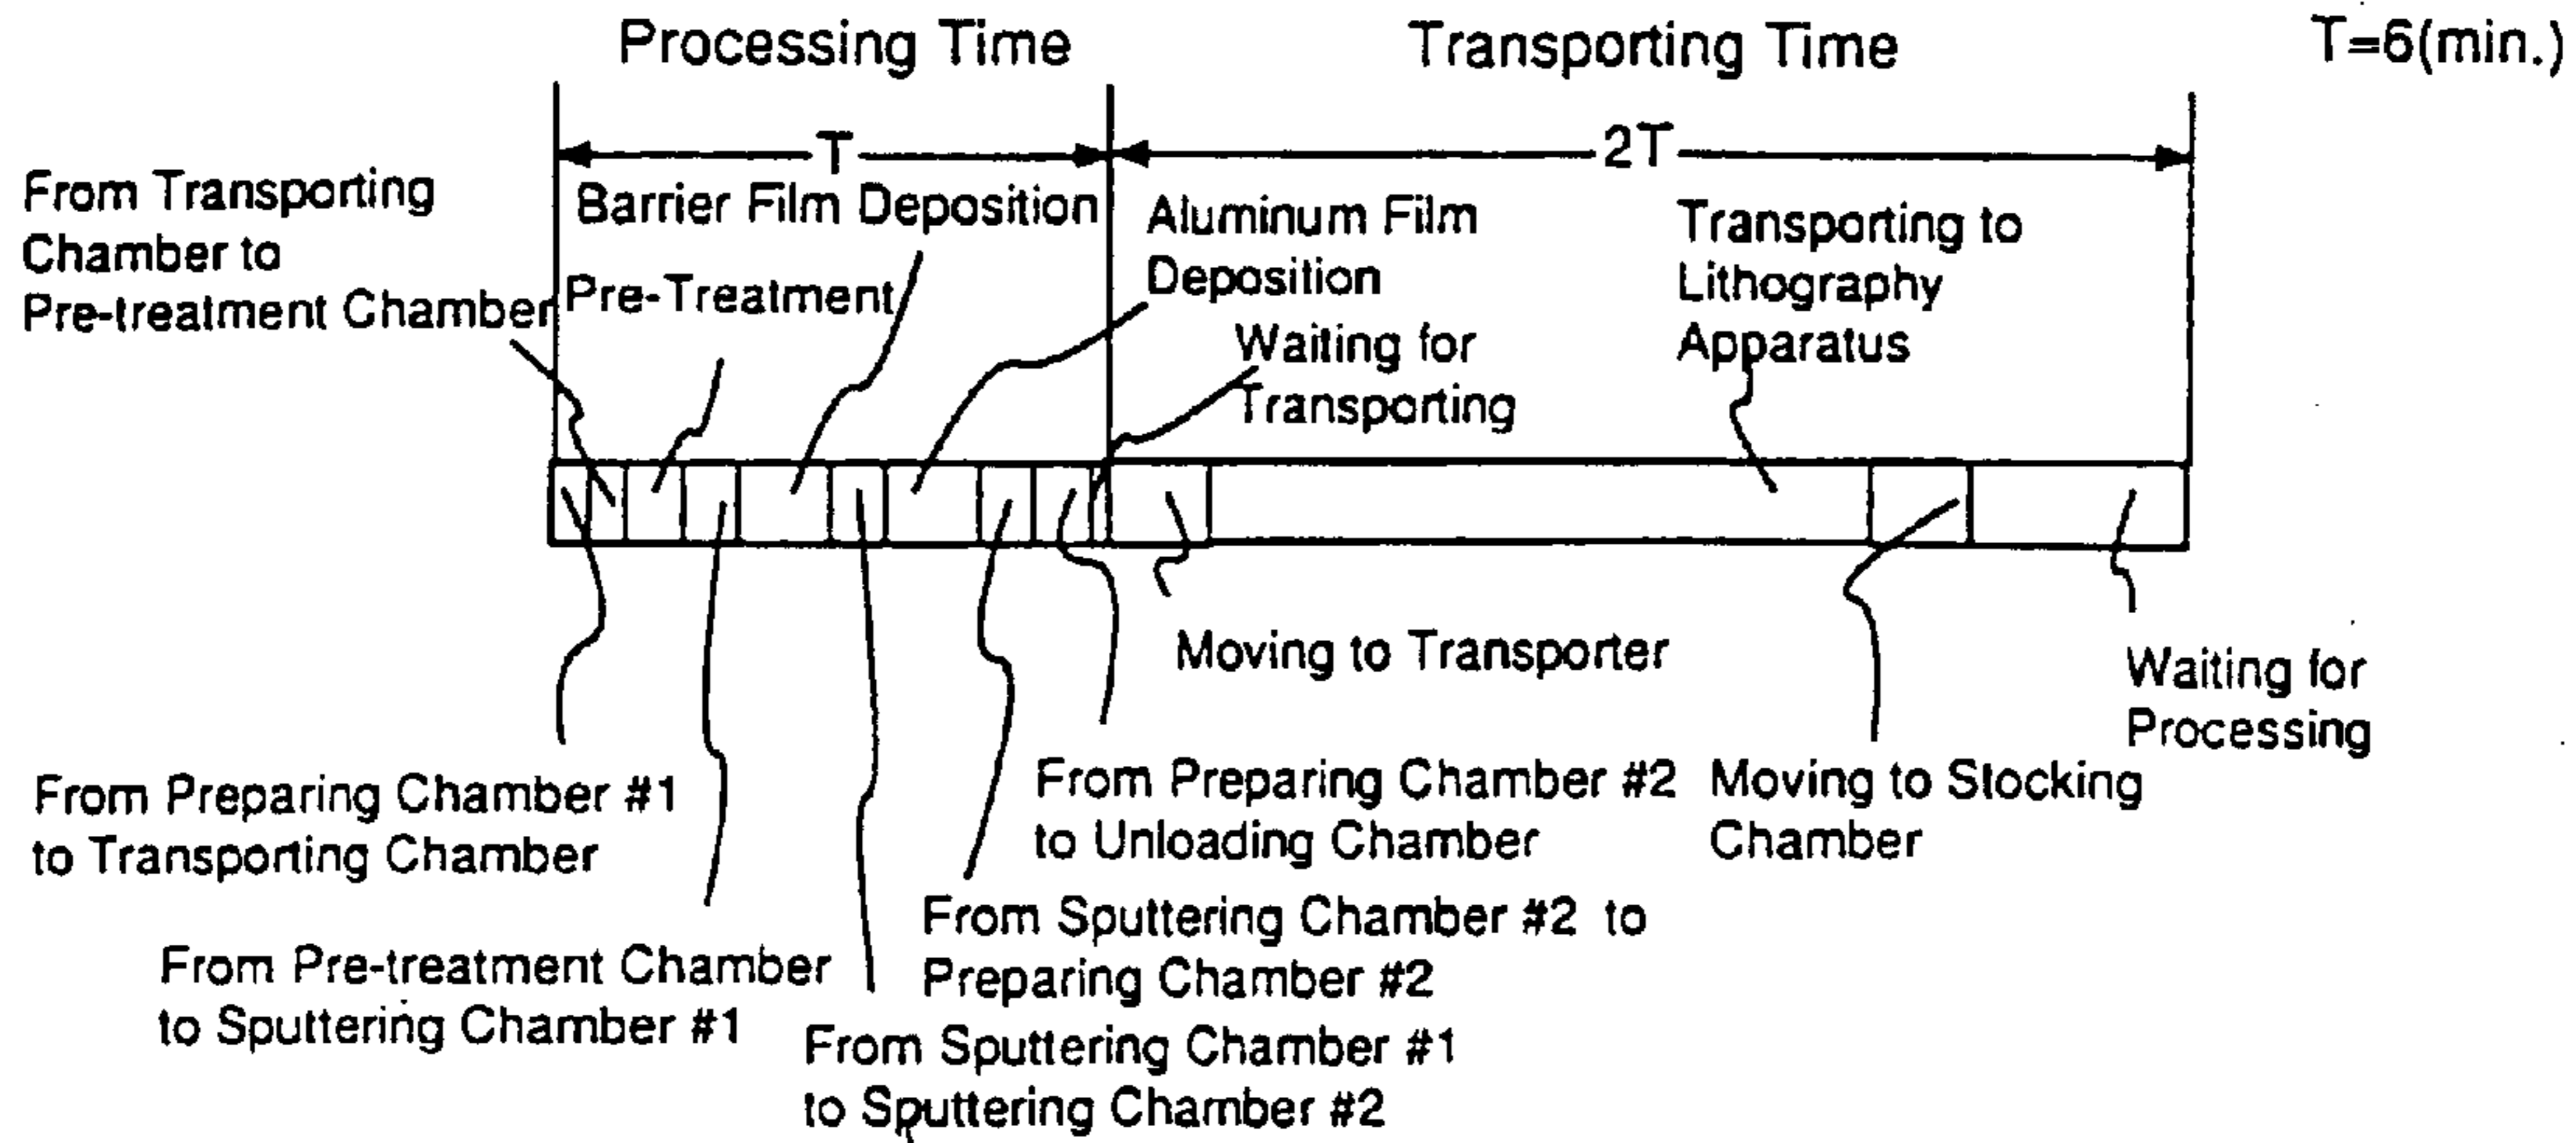 Processing Time
Transporting Time
T=6(min.)
T
2T
From Transporting
Chamber to
Pre-treatment Chamber
Barrier Film Deposition
Pre-Treatment
Aluminum Film
Deposition
Waiting for
Transporting
Transporting to
Lithography
Apparatus
Moving to Transporter
Waiting for
Processing
From Preparing Chamber #1
to Transporting Chamber
From Preparing Chamber #2
to Unloading Chamber
Moving to Stocking
Chamber
From Sputtering Chamber #2 to
Preparing Chamber #2
From Pre-treatment Chamber
to Sputtering Chamber #1
From Sputtering Chamber #1
to Sputtering Chamber #2